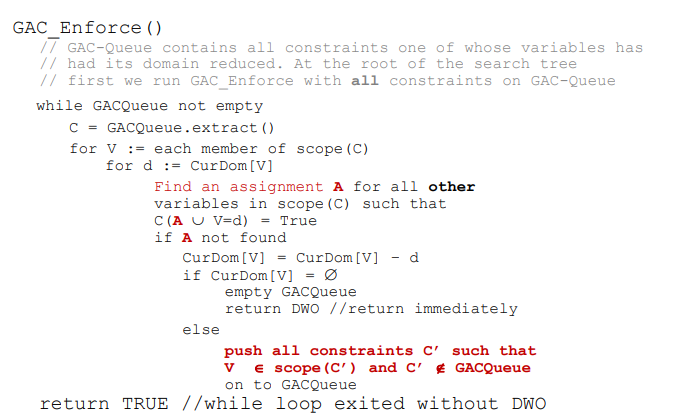 GAC_Enforce()
// GAC-Queue contains all constraints one of whose variables has
// had its domain reduced. At the root of the search tree
// first we run GAC_Enforce with all constraints on GAC-Queue
while GACQueue not empty
C = GACQueue.extract()
for V := each member of scope(C)
for d := CurDom[V]
Find an assignment A for all other
variables in scope(C) such that
C(A ∪ V=d) = True
if A not found
CurDom[V] = CurDom[V] - d
if CurDom[V] = ∅
empty GACQueue
return DWO //return immediately
else
push all constraints C’ such that
V ∈ scope(C’) and C’ ∉ GACQueue
on to GACQueue
return TRUE //while loop exited without DWO